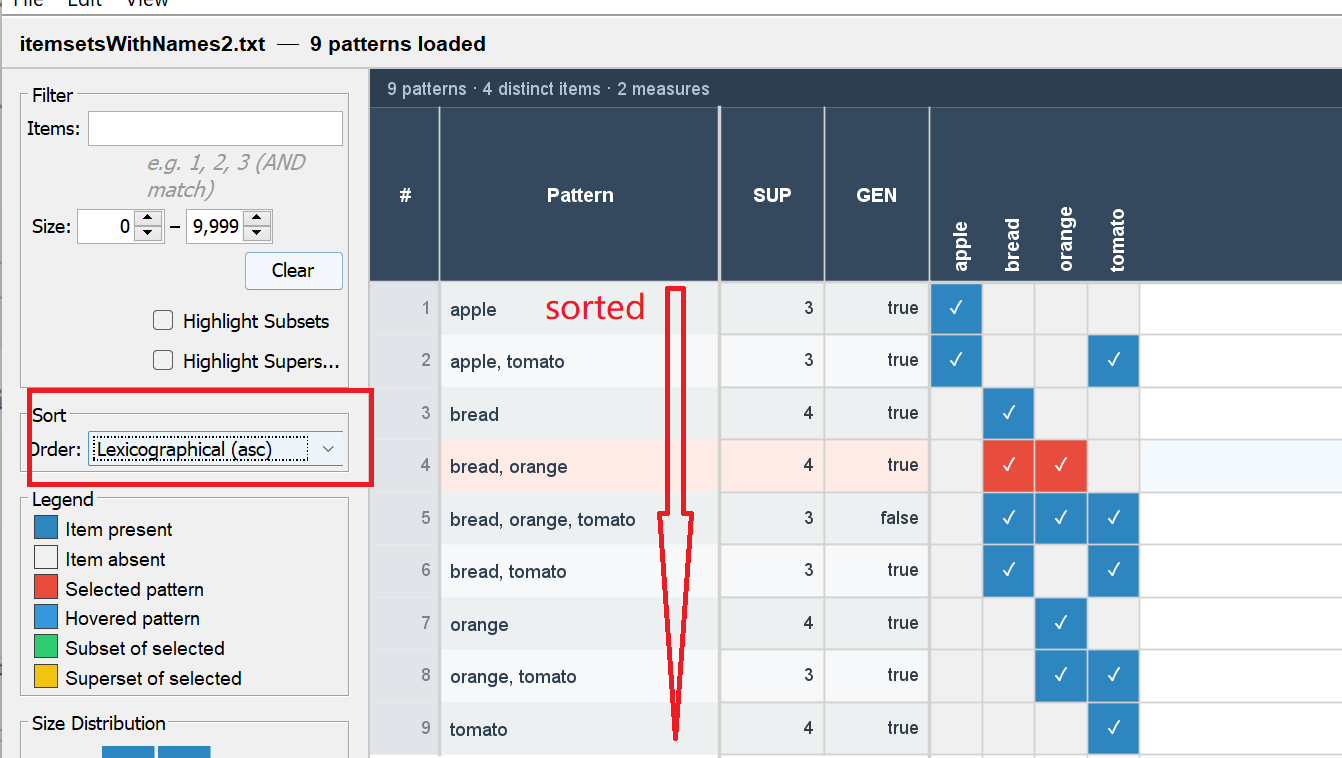 File Edit View
itemsetsWithNames2.txt — 9 patterns loaded
Filter
Items:
e.g. 1, 2, 3 (AND
match)
Size: 0 – 9,999
Clear
Highlight Subsets
Highlight Supers...
Sort
Order: Lexicographical (asc)
Legend
Item present
Item absent
Selected pattern
Hovered pattern
Subset of selected
Superset of selected
Size Distribution
9 patterns · 4 distinct items · 2 measures
# Pattern SUP GEN apple bread orange tomato
1 apple sorted 3 true ✓
2 apple, tomato 3 true ✓ ✓
3 bread 4 true ✓
4 bread, orange 4 true ✓ ✓
5 bread, orange, tomato 3 false ✓ ✓ ✓
6 bread, tomato 3 true ✓ ✓
7 orange 4 true ✓
8 orange, tomato 3 true ✓ ✓
9 tomato 4 true ✓